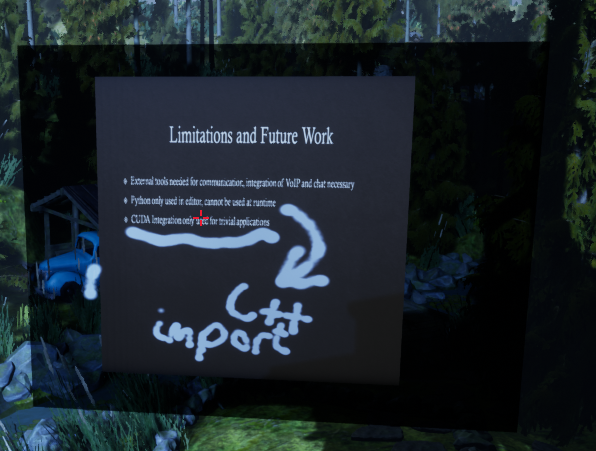 Limitations and Future Work
External tools needed for communication, integration of VoIP and chat necessary
Python only used in editor, cannot be used at runtime
CUDA Integration only used for trivial applications
C++
import